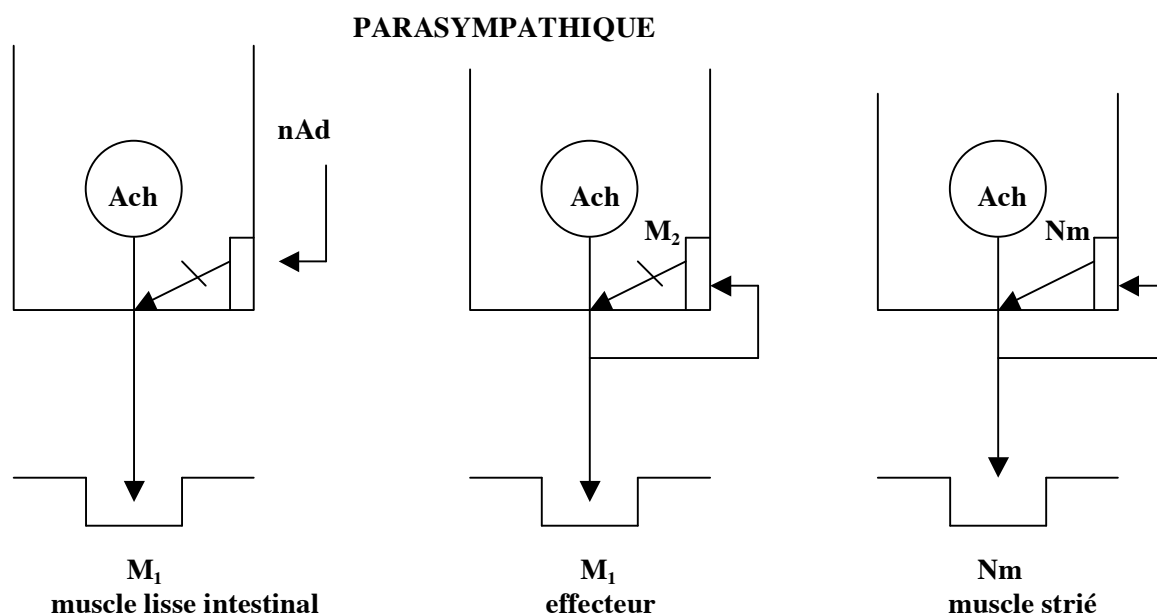 PARASYMPATHIQUE
nAd
Ach
Ach
M₂
Ach
Nm
M₁
muscle lisse intestinal
M₁
effecteur
Nm
muscle strié